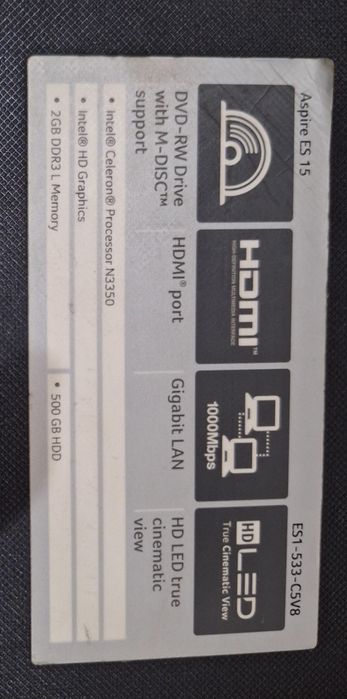 Aspire ES 15
ES1-533-C5V8
HDMI™
HIGH-DEFINITION MULTIMEDIA INTERFACE
1000Mbps
HD LED
True Cinematic View
DVD-RW Drive
with M-DISC™
support
HDMI® port
Gigabit LAN
HD LED true
cinematic
view
• Intel® Celeron® Processor N3350
• Intel® HD Graphics
• 2GB DDR3 L Memory
• 500 GB HDD